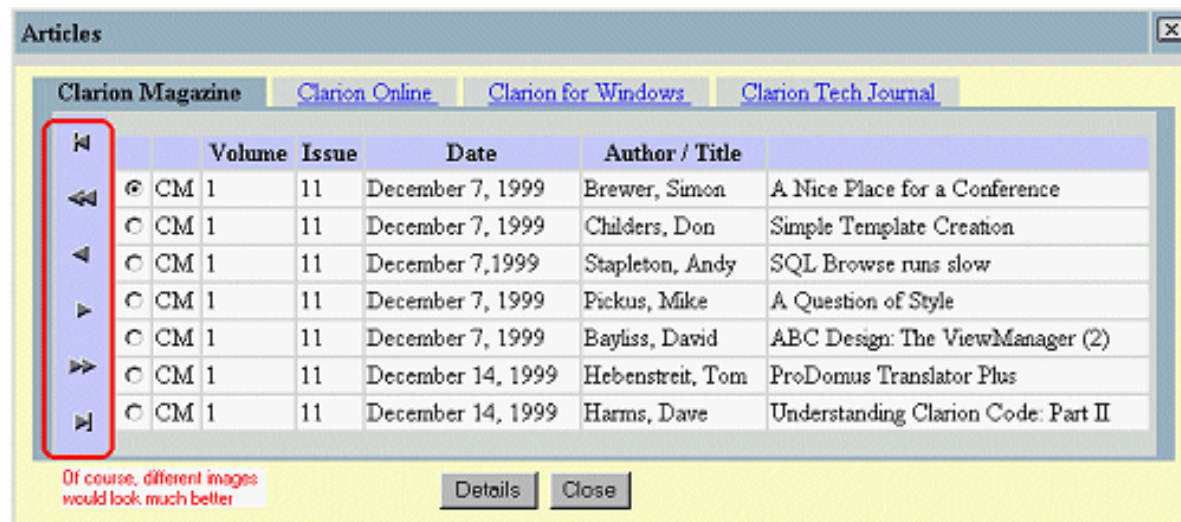 Articles
Clarion Magazine Clarion Online Clarion for Windows Clarion Tech Journal
Volume Issue Date Author / Title
CM 1 11 December 7, 1999 Brewer, Simon A Nice Place for a Conference
CM 1 11 December 7, 1999 Childers, Don Simple Template Creation
CM 1 11 December 7,1999 Stapleton, Andy SQL Browse runs slow
CM 1 11 December 7, 1999 Pickus, Mike A Question of Style
CM 1 11 December 7, 1999 Bayliss, David ABC Design: The ViewManager (2)
CM 1 11 December 14, 1999 Hebenstreit, Tom ProDomus Translator Plus
CM 1 11 December 14, 1999 Harms, Dave Understanding Clarion Code: Part II
Of course, different images
would look much better
Details Close